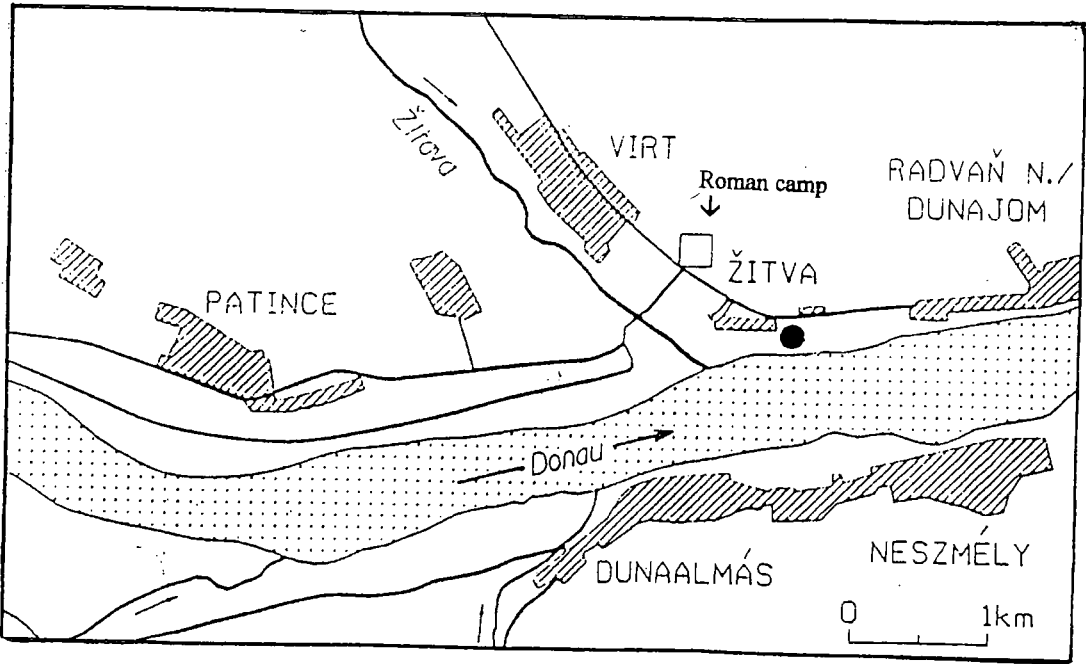 Žitava
VIRT
Roman camp
RADVAŇ N./
DUNAJOM
ŽITVA
PATINCE
Donau
DUNAALMÁS
NESZMÉLY
0 1km